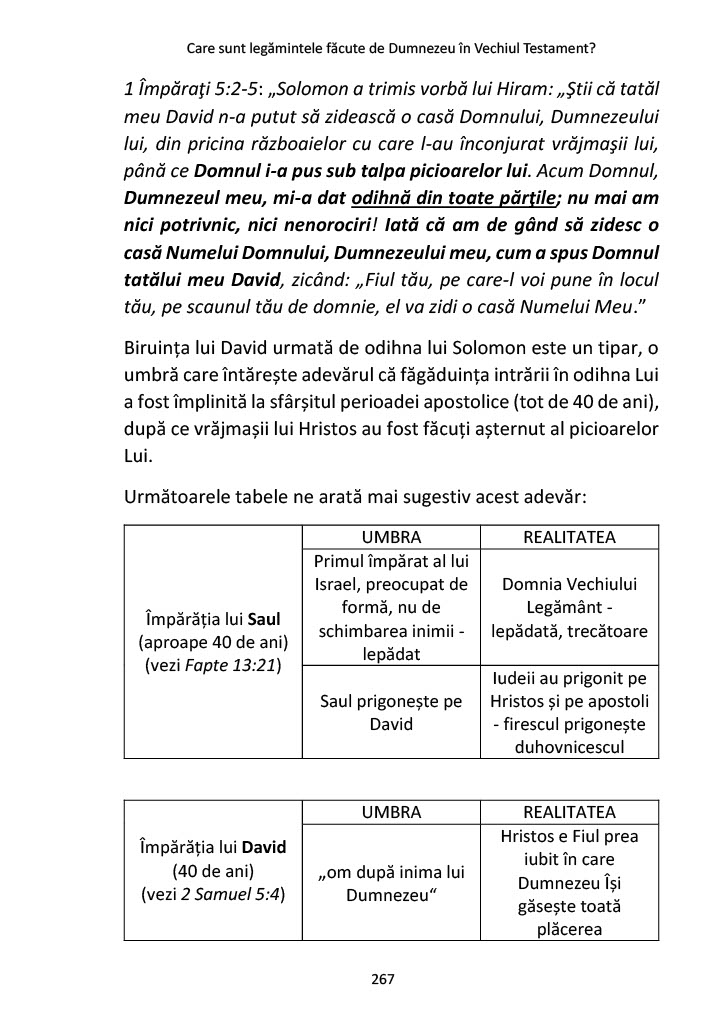 Care sunt legămintele făcute de Dumnezeu în Vechiul Testament?
1 Împăraţi 5:2-5: „Solomon a trimis vorbă lui Hiram: „Ştii că tatăl
meu David n-a putut să zidească o casă Domnului, Dumnezeului
lui, din pricina războaielor cu care l-au înconjurat vrăjmaşii lui,
până ce Domnul i-a pus sub talpa picioarelor lui. Acum Domnul,
Dumnezeul meu, mi-a dat odihnă din toate părţile; nu mai am
nici potrivnic, nici nenorociri! Iată că am de gând să zidesc o
casă Numelui Domnului, Dumnezeului meu, cum a spus Domnul
tatălui meu David, zicând: „Fiul tău, pe care-l voi pune în locul
tău, pe scaunul tău de domnie, el va zidi o casă Numelui Meu.”
Biruința lui David urmată de odihna lui Solomon este un tipar, o
umbră care întărește adevărul că făgăduința intrării în odihna Lui
a fost împlinită la sfârșitul perioadei apostolice (tot de 40 de ani),
după ce vrăjmașii lui Hristos au fost făcuți așternut al picioarelor
Lui.
Următoarele tabele ne arată mai sugestiv acest adevăr:
Împărăția lui Saul
(aproape 40 de ani)
(vezi Fapte 13:21)
UMBRA
REALITATEA
Primul împărat al lui
Israel, preocupat de
formă, nu de
schimbarea inimii -
lepădat
Domnia Vechiului
Legământ -
lepădată, trecătoare
Saul prigonește pe
David
Iudeii au prigonit pe
Hristos și pe apostoli
- firescul prigonește
duhovnicescul
Împărăția lui David
(40 de ani)
(vezi 2 Samuel 5:4)
UMBRA
REALITATEA
„om după inima lui
Dumnezeu“
Hristos e Fiul prea
iubit în care
Dumnezeu Își
găsește toată
plăcerea
267